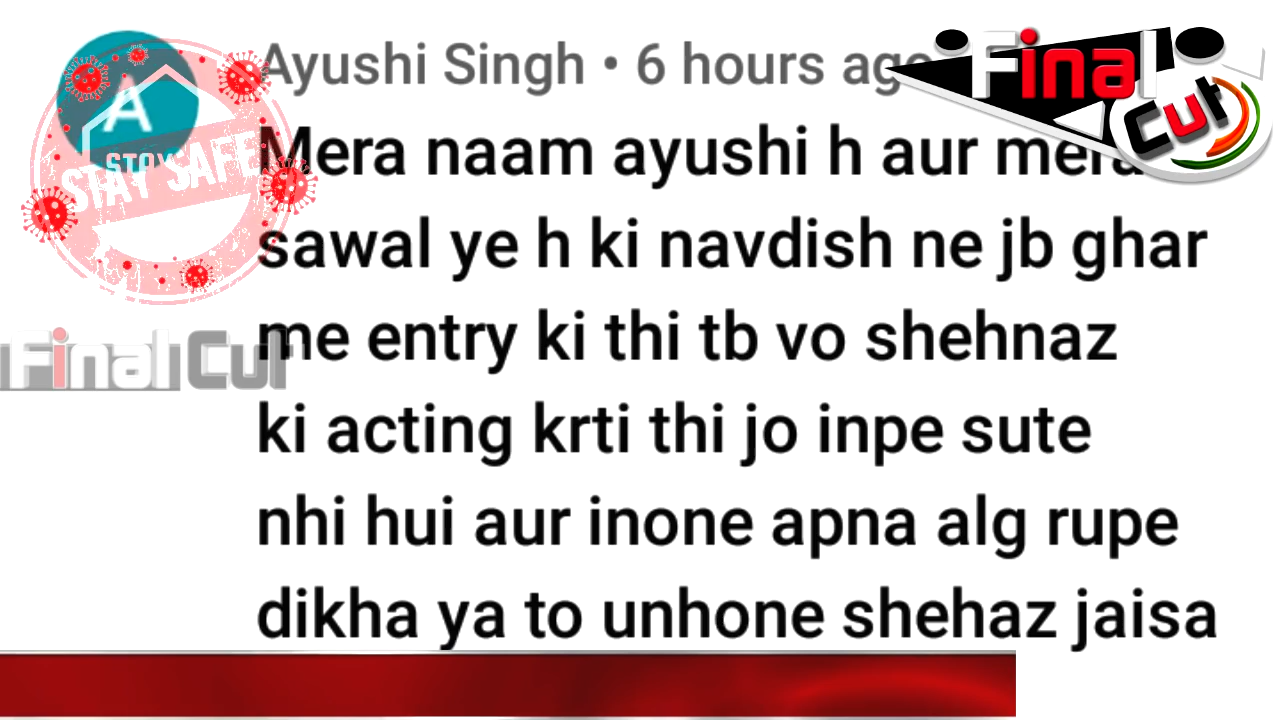 Ayushi Singh • 6 hours ago
Mera naam ayushi h aur mera
sawal ye h ki navdish ne jb ghar
me entry ki thi tb vo shehnaz
ki acting krti thi jo inpe sute
nhi hui aur inone apna alg rupe
dikha ya to unhone shehaz jaisa
Final
Cut
A
STAY SAFE
STAY SAFE
Final Cut